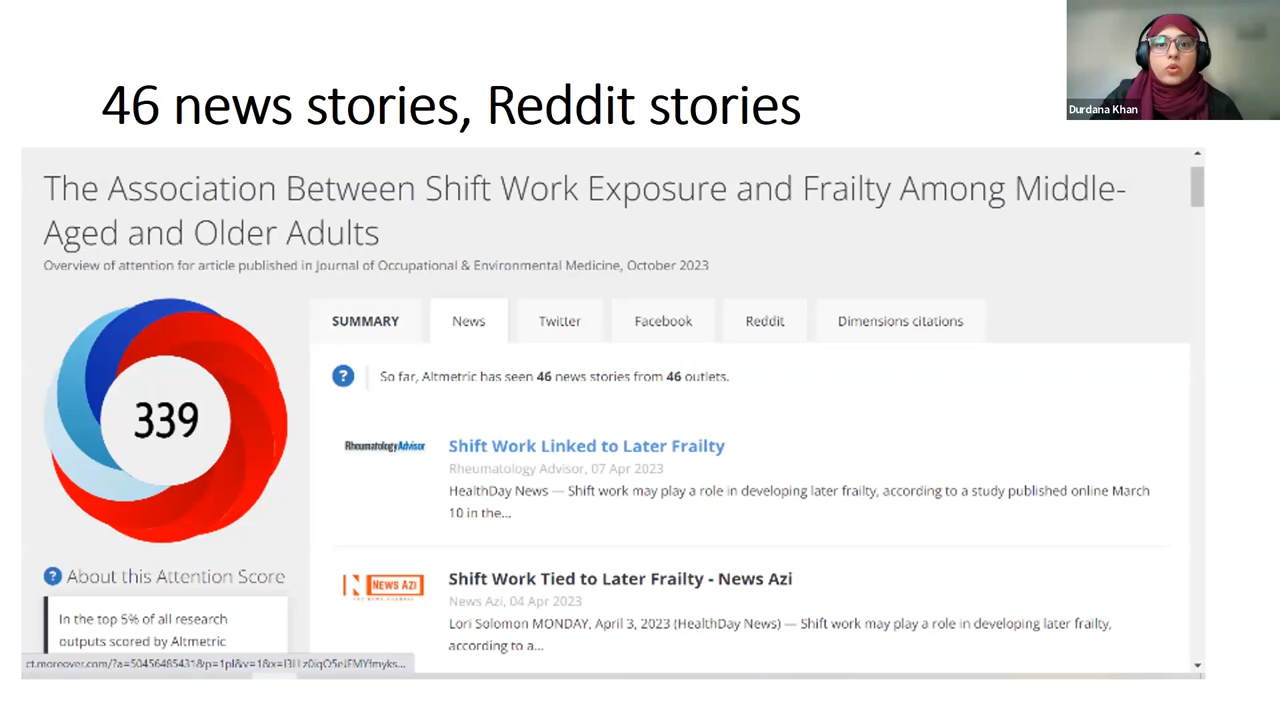 46 news stories, Reddit stories
Durdana Khan
The Association Between Shift Work Exposure and Frailty Among Middle-
Aged and Older Adults
Overview of attention for article published in Journal of Occupational & Environmental Medicine, October 2023
339
SUMMARY
News
Twitter
Facebook
Reddit
Dimensions citations
? So far, Altmetric has seen 46 news stories from 46 outlets.
Rheumatology Advisor
Shift Work Linked to Later Frailty
Rheumatology Advisor, 07 Apr 2023
HealthDay News — Shift work may play a role in developing later frailty, according to a study published online March
10 in the...
N NEWS AZI
Shift Work Tied to Later Frailty - News Azi
News Azi, 04 Apr 2023
Lori Solomon MONDAY, April 3, 2023 (HealthDay News) — Shift work may play a role in developing later frailty,
according to a...
? About this Attention Score
In the top 5% of all research
outputs scored by Altmetric